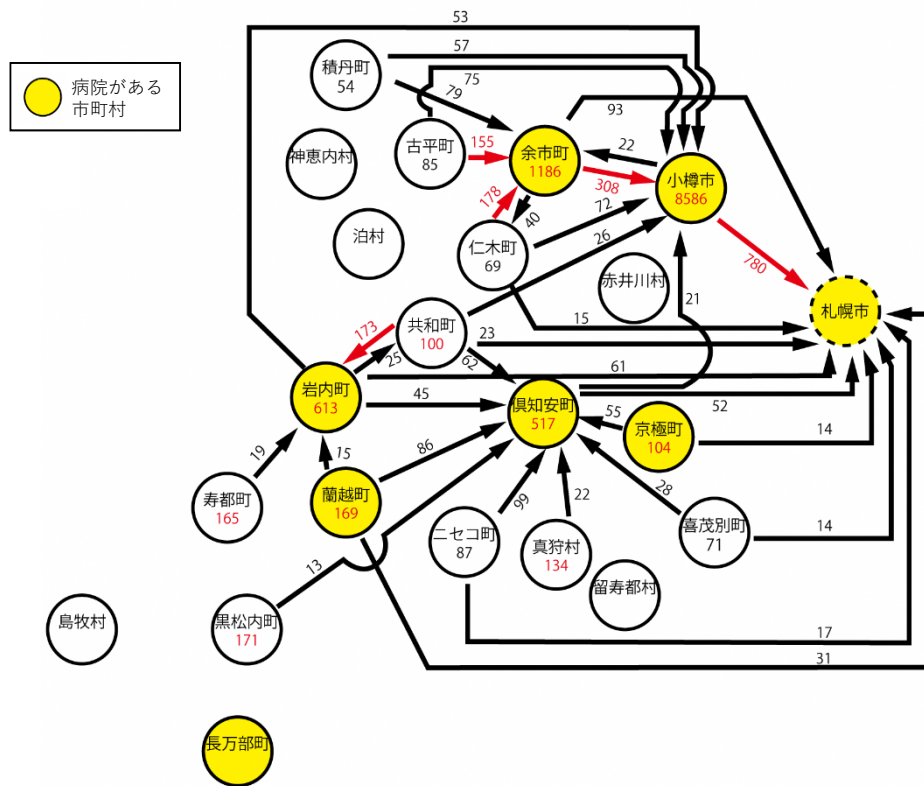 病院がある
市町村
53
57
75
積丹町
54
79
93
古平町
85
155
余市町
1186
22
小樽市
8586
神恵内村
308
178
40
72
泊村
仁木町
69
26
780
赤井川村
札幌市
21
共和町
100
15
173
25
23
62
61
岩内町
613
45
倶知安町
517
52
55
京極町
104
14
19
15
86
28
寿都町
165
蘭越町
169
99
22
ニセコ町
87
真狩村
134
喜茂別町
71
14
13
留寿都村
島牧村
黒松内町
171
17
31
長万部町